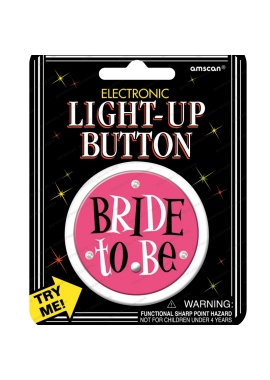 amscan®
ELECTRONIC
LIGHT-UP
BUTTON
BRIDE
to Be
TRY
ME!
WARNING:
FUNCTIONAL SHARP POINT HAZARD
NOT FOR CHILDREN UNDER 4 YEARS